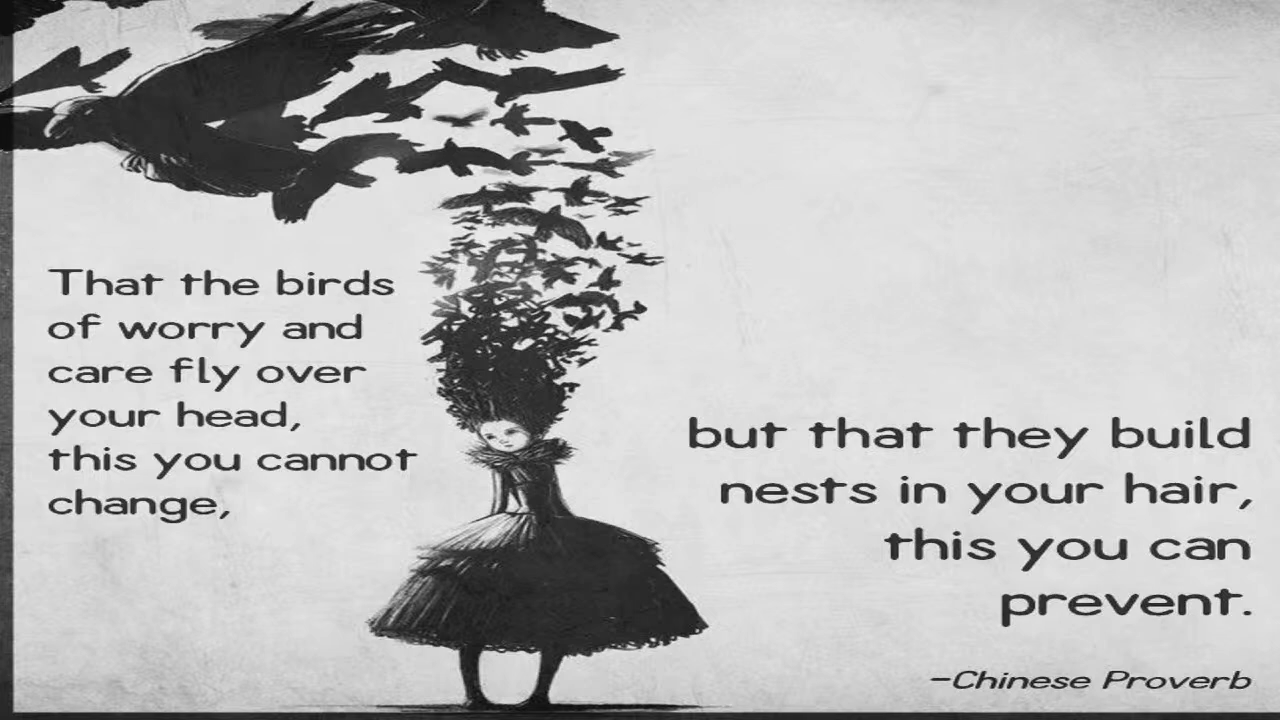 That the birds
of worry and
care fly over
your head,
this you cannot
change,
but that they build
nests in your hair,
this you can
prevent.
-Chinese Proverb